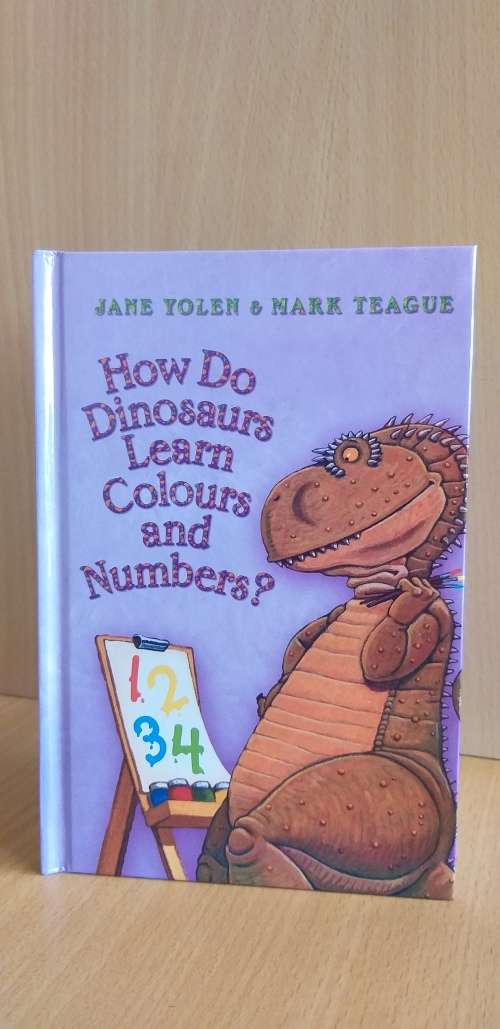 JANE YOLEN & MARK TEAGUE
How Do
Dinosaurs
Learn
Colours
and
Numbers?
1 2
3 4